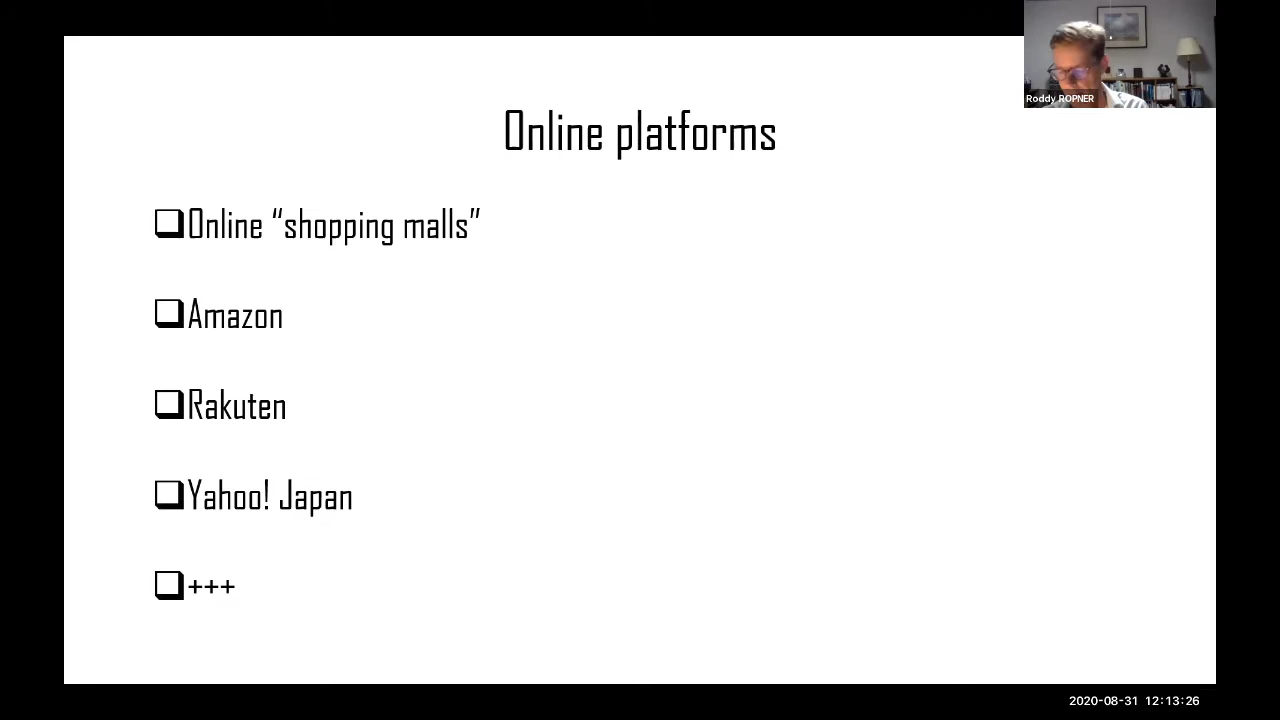 Roddy ROPNER
Online platforms
Online “shopping malls”
Amazon
Rakuten
Yahoo! Japan
+++
2020-08-31 12:13:26